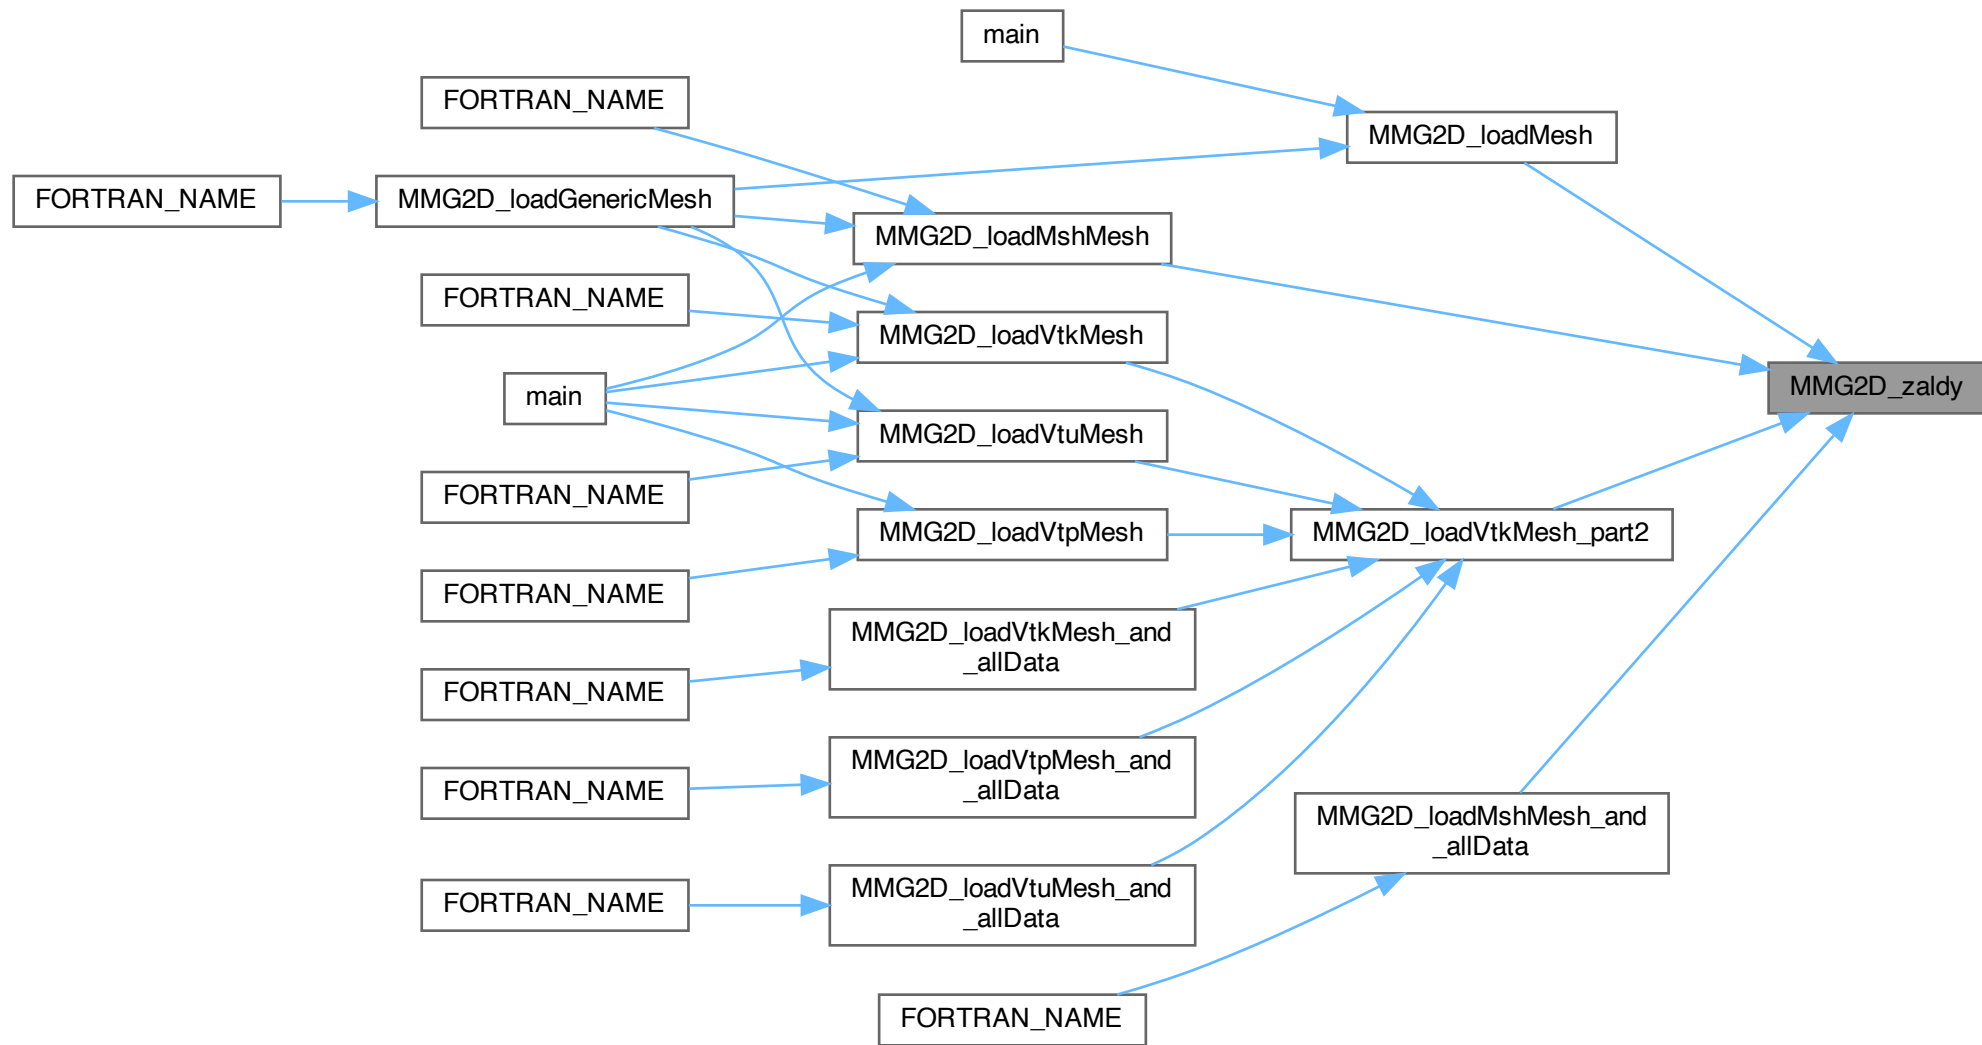 main
FORTRAN_NAME
MMG2D_loadMesh
FORTRAN_NAME
MMG2D_loadGenericMesh
MMG2D_loadMshMesh
FORTRAN_NAME
MMG2D_loadVtkMesh
main
MMG2D_zaldy
MMG2D_loadVtuMesh
FORTRAN_NAME
MMG2D_loadVtpMesh
MMG2D_loadVtkMesh_part2
FORTRAN_NAME
MMG2D_loadVtkMesh_and
_allData
FORTRAN_NAME
MMG2D_loadVtpMesh_and
_allData
FORTRAN_NAME
MMG2D_loadMshMesh_and
_allData
MMG2D_loadVtuMesh_and
_allData
FORTRAN_NAME
FORTRAN_NAME